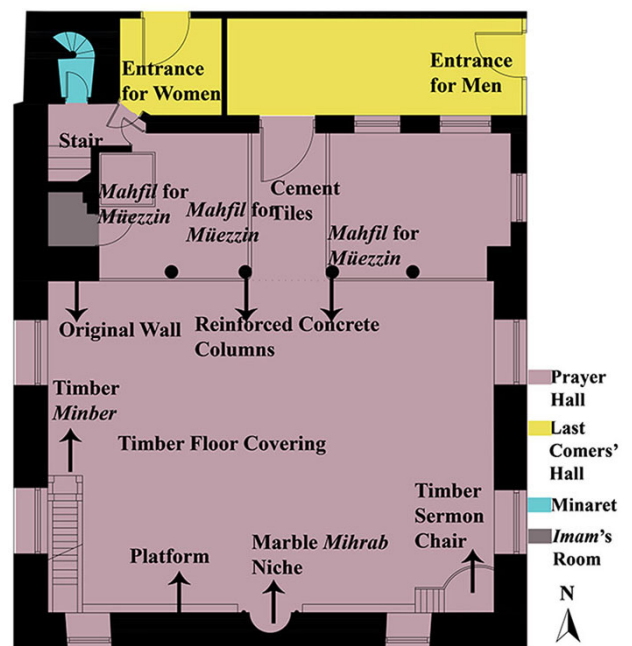 Entrance
for Women
Entrance
for Men
Stair
Mahfil for
Müezzin
Mahfil for
Müezzin
Cement
Tiles
Mahfil for
Müezzin
Original Wall
Reinforced Concrete
Columns
Timber
Minber
Timber Floor Covering
Timber
Sermon
Chair
Platform
Marble Mihrab
Niche
Prayer
Hall
Last
Comers'
Hall
Minaret
Imam's
Room
N